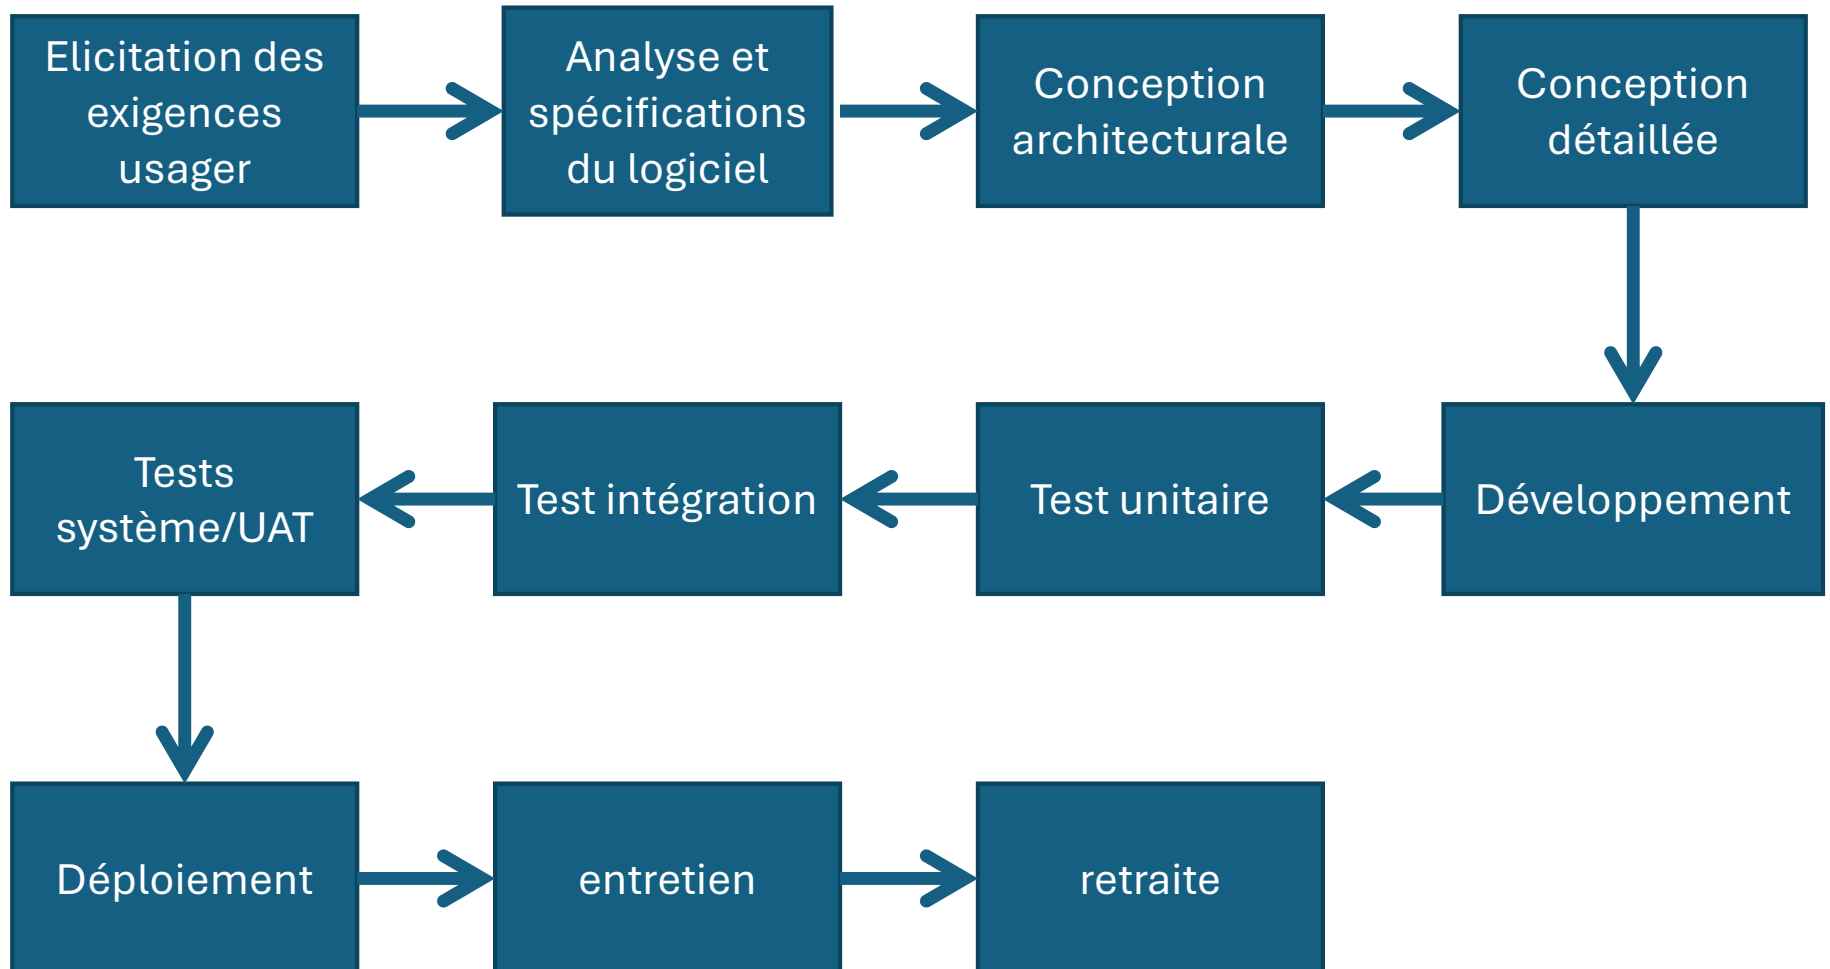 Elicitation des
exigences
usager
Analyse et
spécifications
du logiciel
Conception
architecturale
Conception
détaillée
Développement
Test unitaire
Test intégration
Tests
système/UAT
Déploiement
entretien
retraite